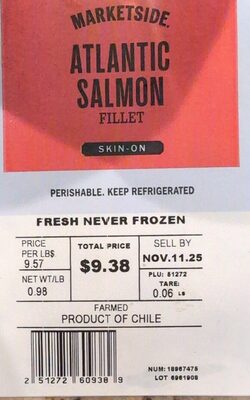 MARKETSIDE.
ATLANTIC
SALMON
FILLET
SKIN-ON
PERISHABLE. KEEP REFRIGERATED
FRESH NEVER FROZEN
PRICE
PER LB$
9.57
NET WT/LB
0.98
TOTAL PRICE
$9.38
SELL BY
NOV.11.25
PLU: 51272
TARE:
0.06 LB
FARMED
PRODUCT OF CHILE
2 51272 60938 9
NUM: 18967475
LOT 6961908